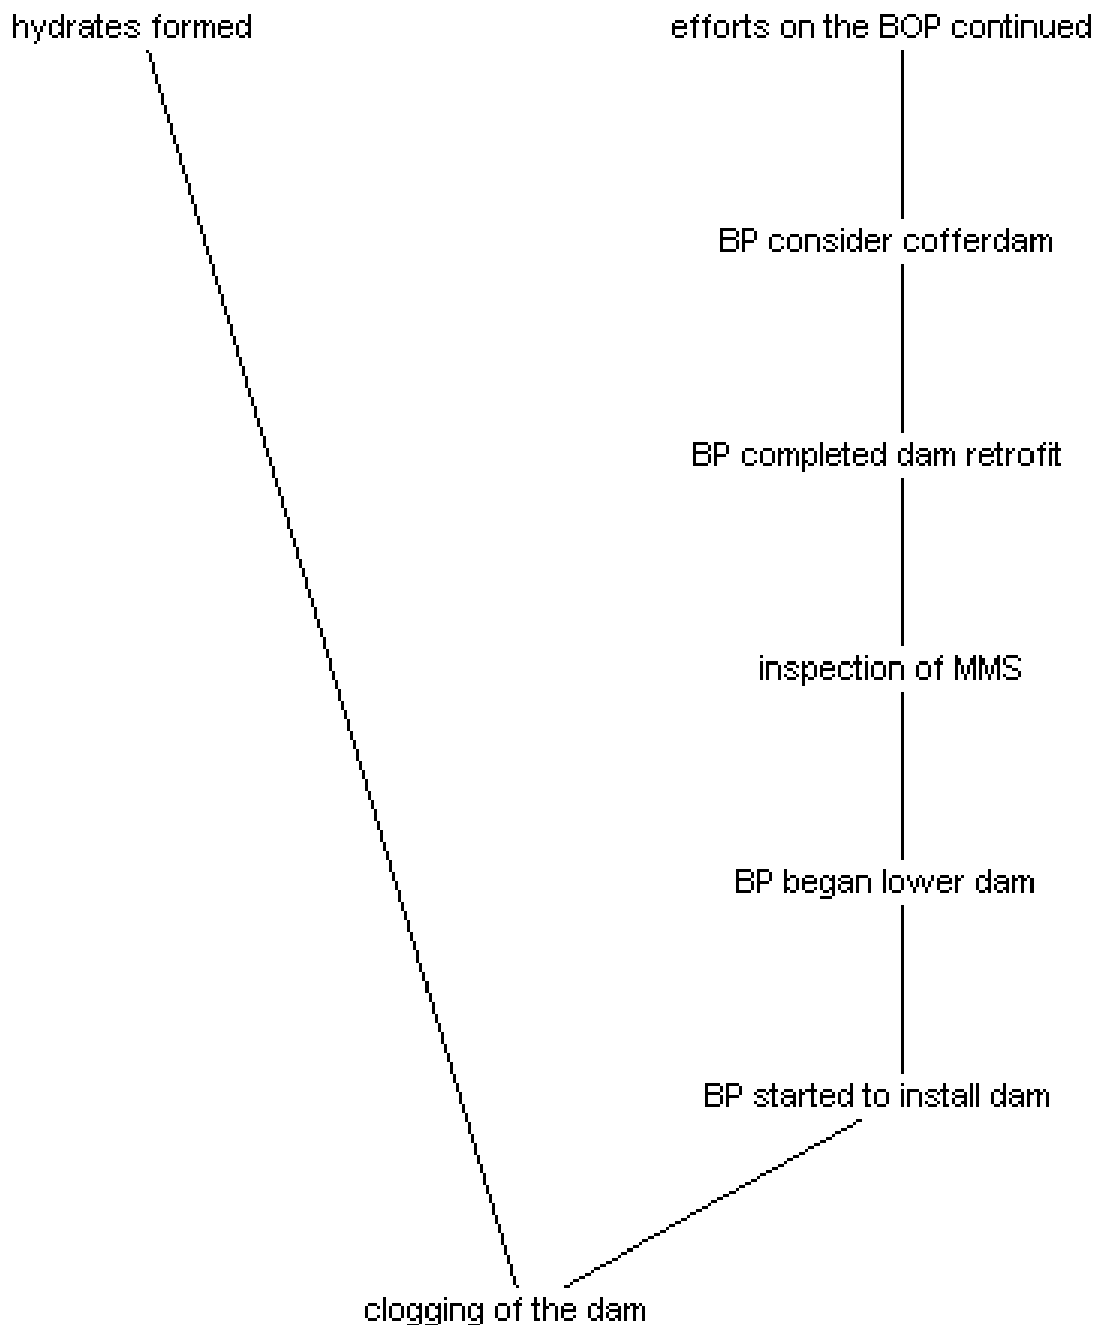 hydrates formed
efforts on the BOP continued
BP consider cofferdam
BP completed dam retrofit
inspection of MMS
BP began lower dam
BP started to install dam
clogging of the dam